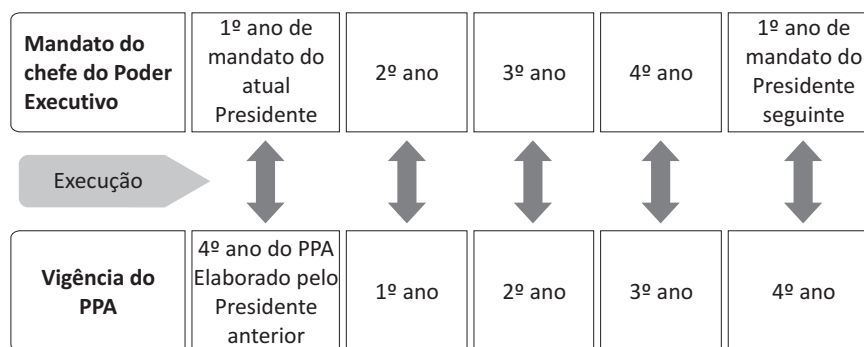 Mandato do
chefe do Poder
Executivo
1º ano de
mandato do
atual
Presidente
2º ano
3º ano
4º ano
1º ano de
mandato do
Presidente
seguinte
Execução
Vigência do
PPA
4º ano do PPA
Elaborado pelo
Presidente
anterior
1º ano
2º ano
3º ano
4º ano